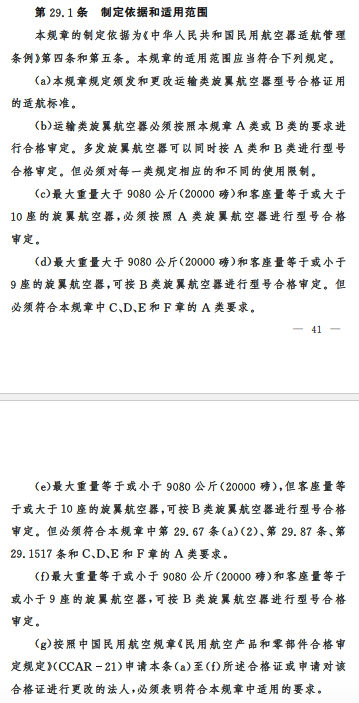 第 29.1 条　制定依据和适用范围
本规章的制定依据为《中华人民共和国民用航空器适航管理
条例》第四条和第五条。本规章的适用范围应当符合下列规定。
(a)本规章规定颁发和更改运输类旋翼航空器型号合格证用
的适航标准。
(b)运输类旋翼航空器必须按照本规章 A 类或 B 类的要求进
行合格审定。多发旋翼航空器可以同时按 A 类和 B 类进行型号
合格审定。但必须对每一类规定相应的和不同的使用限制。
(c)最大重量大于 9080 公斤(20000 磅)和客座量等于或大于
10 座的旋翼航空器,必须按照 A 类旋翼航空器进行型号合格
审定。
(d)最大重量大于 9080 公斤(20000 磅)和客座量等于或小于
9 座的旋翼航空器,可按 B 类旋翼航空器进行型号合格审定。但
必须符合本规章中 C、D、E 和 F 章的 A 类要求。
— 41 —
(e)最大重量等于或小于 9080 公斤(20000 磅),但客座量等
于或大于 10 座的旋翼航空器,可按 B 类旋翼航空器进行型号合格
审定。但必须符合本规章中第 29.67 条(a)(2)、第 29.87 条、第
29.1517 条和 C、D、E 和 F 章的 A 类要求。
(f)最大重量等于或小于 9080 公斤(20000 磅)和客座量等于
或小于 9 座的旋翼航空器,可按 B 类旋翼航空器进行型号合格
审定。
(g)按照中国民用航空规章《民用航空产品和零部件合格审
定规定》(CCAR-21)申请本条(a)至(f)所述合格证或申请对该
合格证进行更改的法人,必须表明符合本规章中适用的要求。